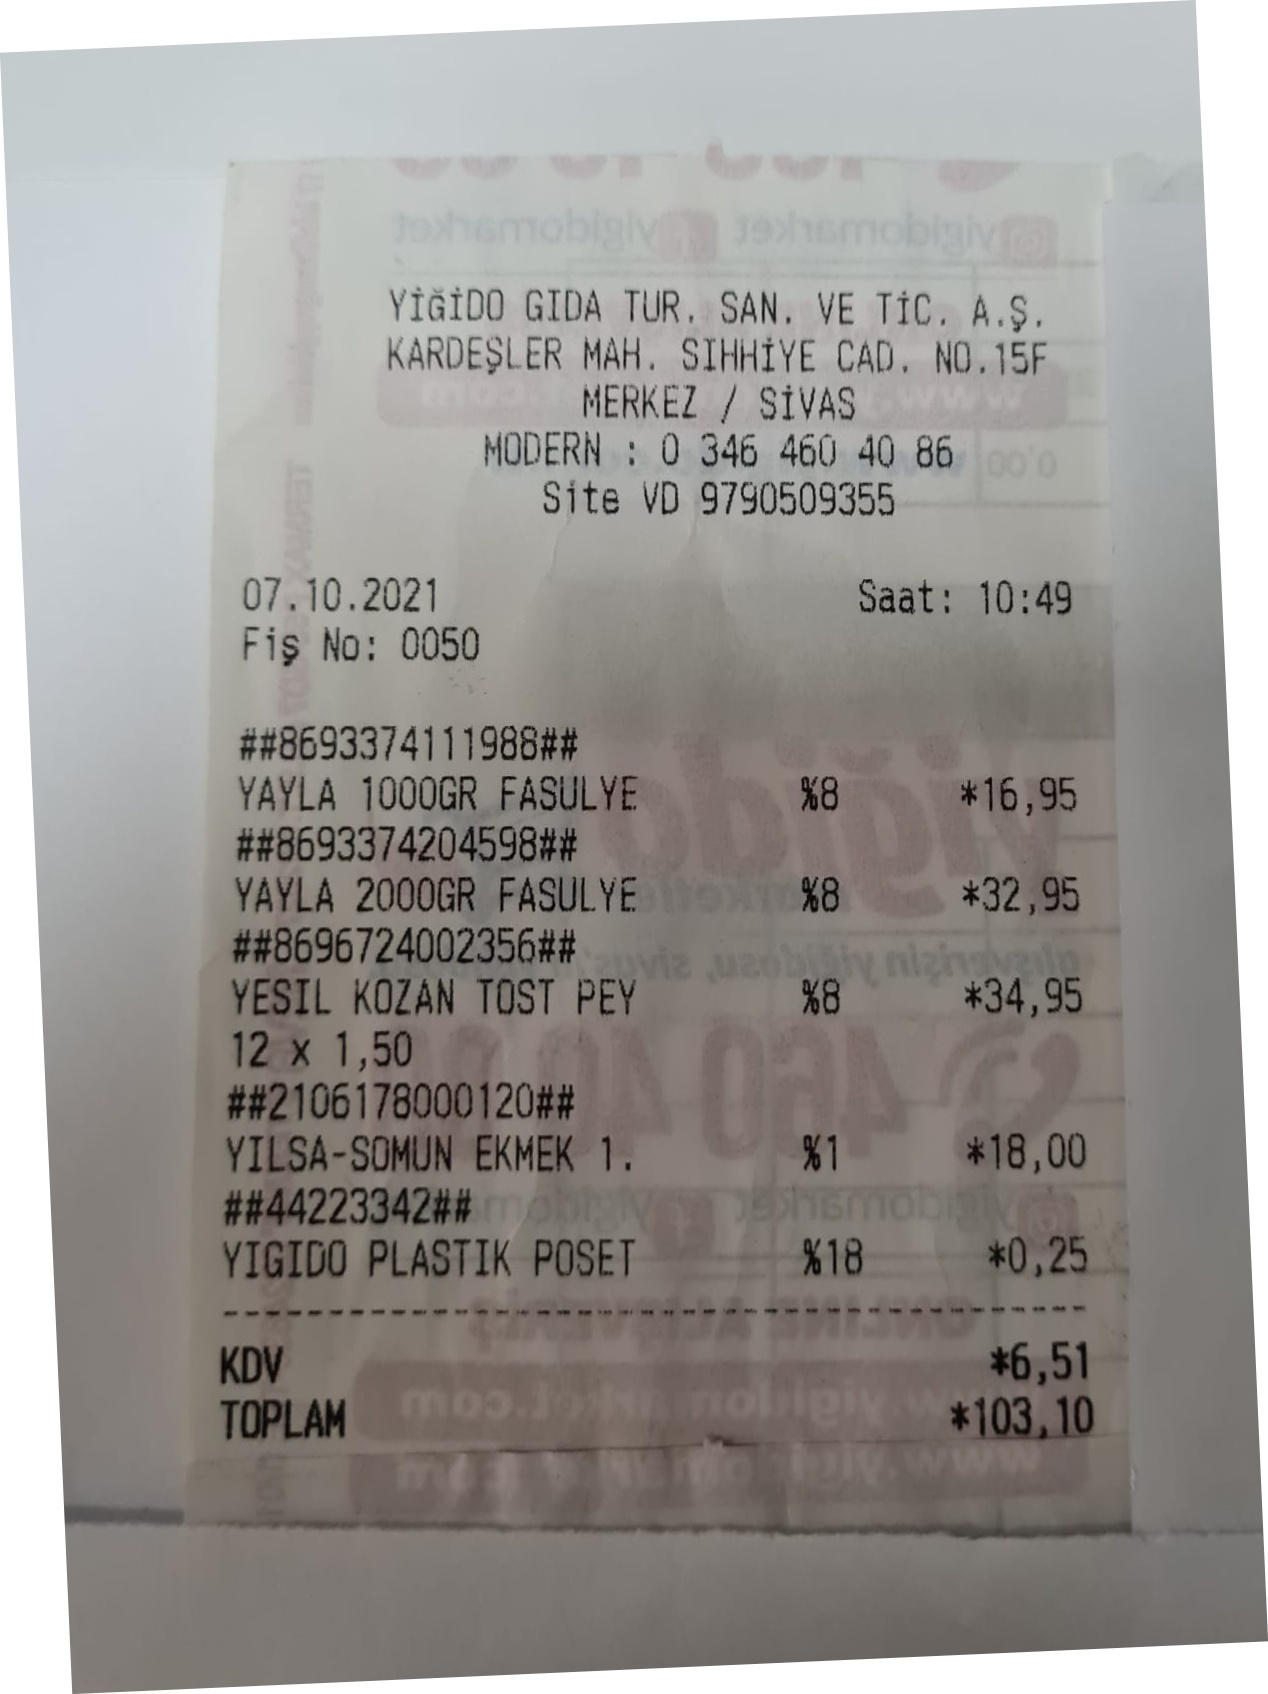 YİĞİDO GIDA TUR. SAN. VE TİC. A.Ş.
KARDEŞLER MAH. SIHHİYE CAD. NO.15F
MERKEZ / SİVAS
MODERN : 0 346 460 40 86
Site VD 9790509355
07.10.2021 Saat: 10:49
Fiş No: 0050
##8693374111988##
YAYLA 1000GR FASULYE %8 *16,95
##8693374204598##
YAYLA 2000GR FASULYE %8 *32,95
##8696724002356##
YESIL KOZAN TOST PEY %8 *34,95
12 x 1,50
##2106178000120##
YILSA-SOMUN EKMEK 1. %1 *18,00
##44223342##
YIGIDO PLASTIK POSET %18 *0,25
KDV *6,51
TOPLAM *103,10